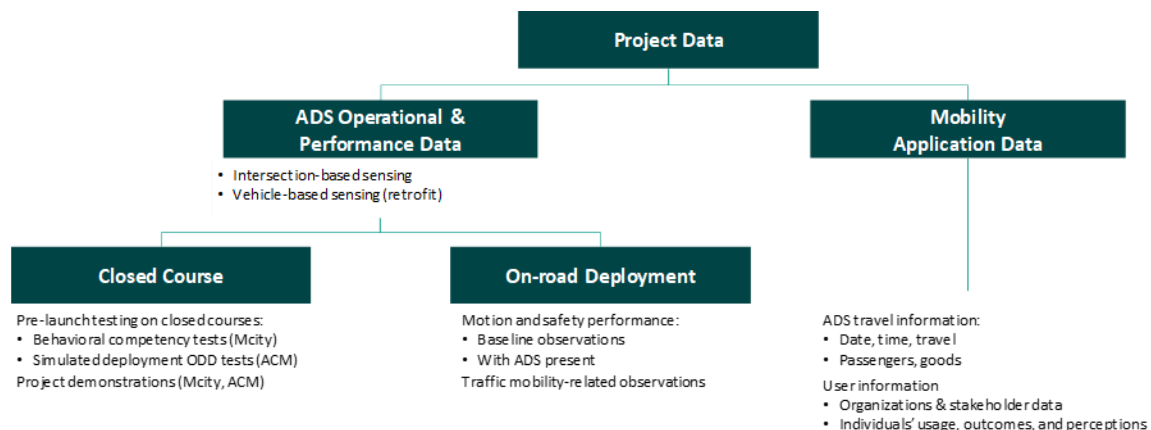 Project Data
ADS Operational &
Performance Data
• Intersection-based sensing
• Vehicle-based sensing (retrofit)
Mobility
Application Data
Closed Course
Pre-launch testing on closed courses:
• Behavioral competency tests (Mcity)
• Simulated deployment ODD tests (ACM)
Project demonstrations (Mcity, ACM)
On-road Deployment
Motion and safety performance:
• Baseline observations
• With ADS present
Traffic mobility-related observations
ADS travel information:
• Date, time, travel
• Passengers, goods
User information
• Organizations & stakeholder data
• Individuals' usage, outcomes, and perceptions